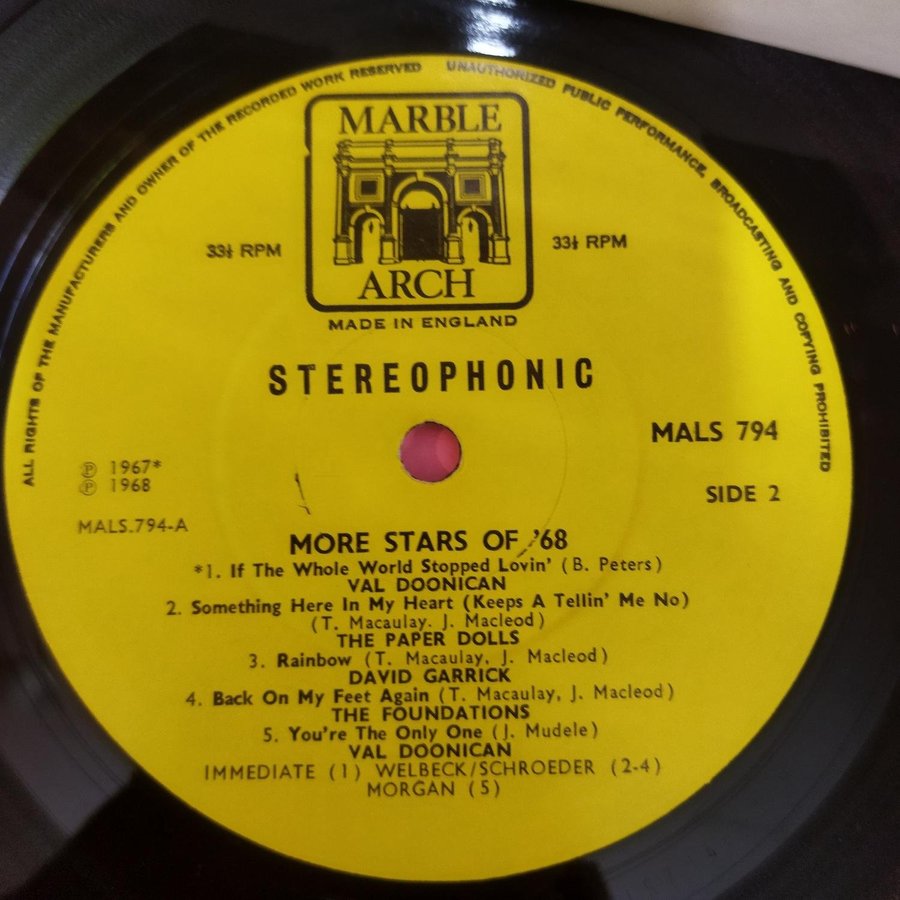 ALL RIGHTS OF THE MANUFACTURERS AND OWNER OF THE RECORDED WORK RESERVED
UNAUTHORIZED PUBLIC PERFORMANCE, BROADCASTING AND COPYING PROHIBITED
MARBLE
ARCH
33⅓ RPM
33⅓ RPM
MADE IN ENGLAND
STEREOPHONIC
MALS 794
℗ 1967*
℗ 1968
SIDE 2
MALS.794-A
MORE STARS OF '68
*1. If The Whole World Stopped Lovin' (B. Peters)
VAL DOONICAN
2. Something Here In My Heart (Keeps A Tellin' Me No)
(T. Macaulay. J. Macleod)
THE PAPER DOLLS
3. Rainbow (T. Macaulay, J. Macleod)
DAVID GARRICK
4. Back On My Feet Again (T. Macaulay, J. Macleod)
THE FOUNDATIONS
5. You're The Only One (J. Mudele)
VAL DOONICAN
IMMEDIATE (1) WELBECK/SCHROEDER (2-4)
MORGAN (5)